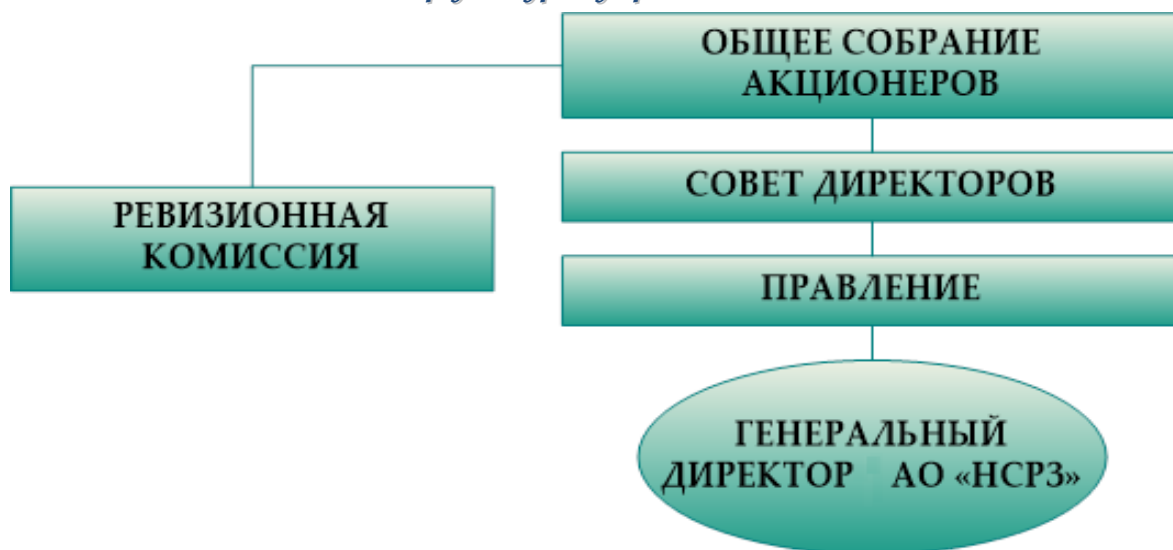 ОБЩЕЕ СОБРАНИЕ
АКЦИОНЕРОВ
СОВЕТ ДИРЕКТОРОВ
РЕВИЗИОННАЯ
КОМИССИЯ
ПРАВЛЕНИЕ
ГЕНЕРАЛЬНЫЙ
ДИРЕКТОР АО «НСРЗ»